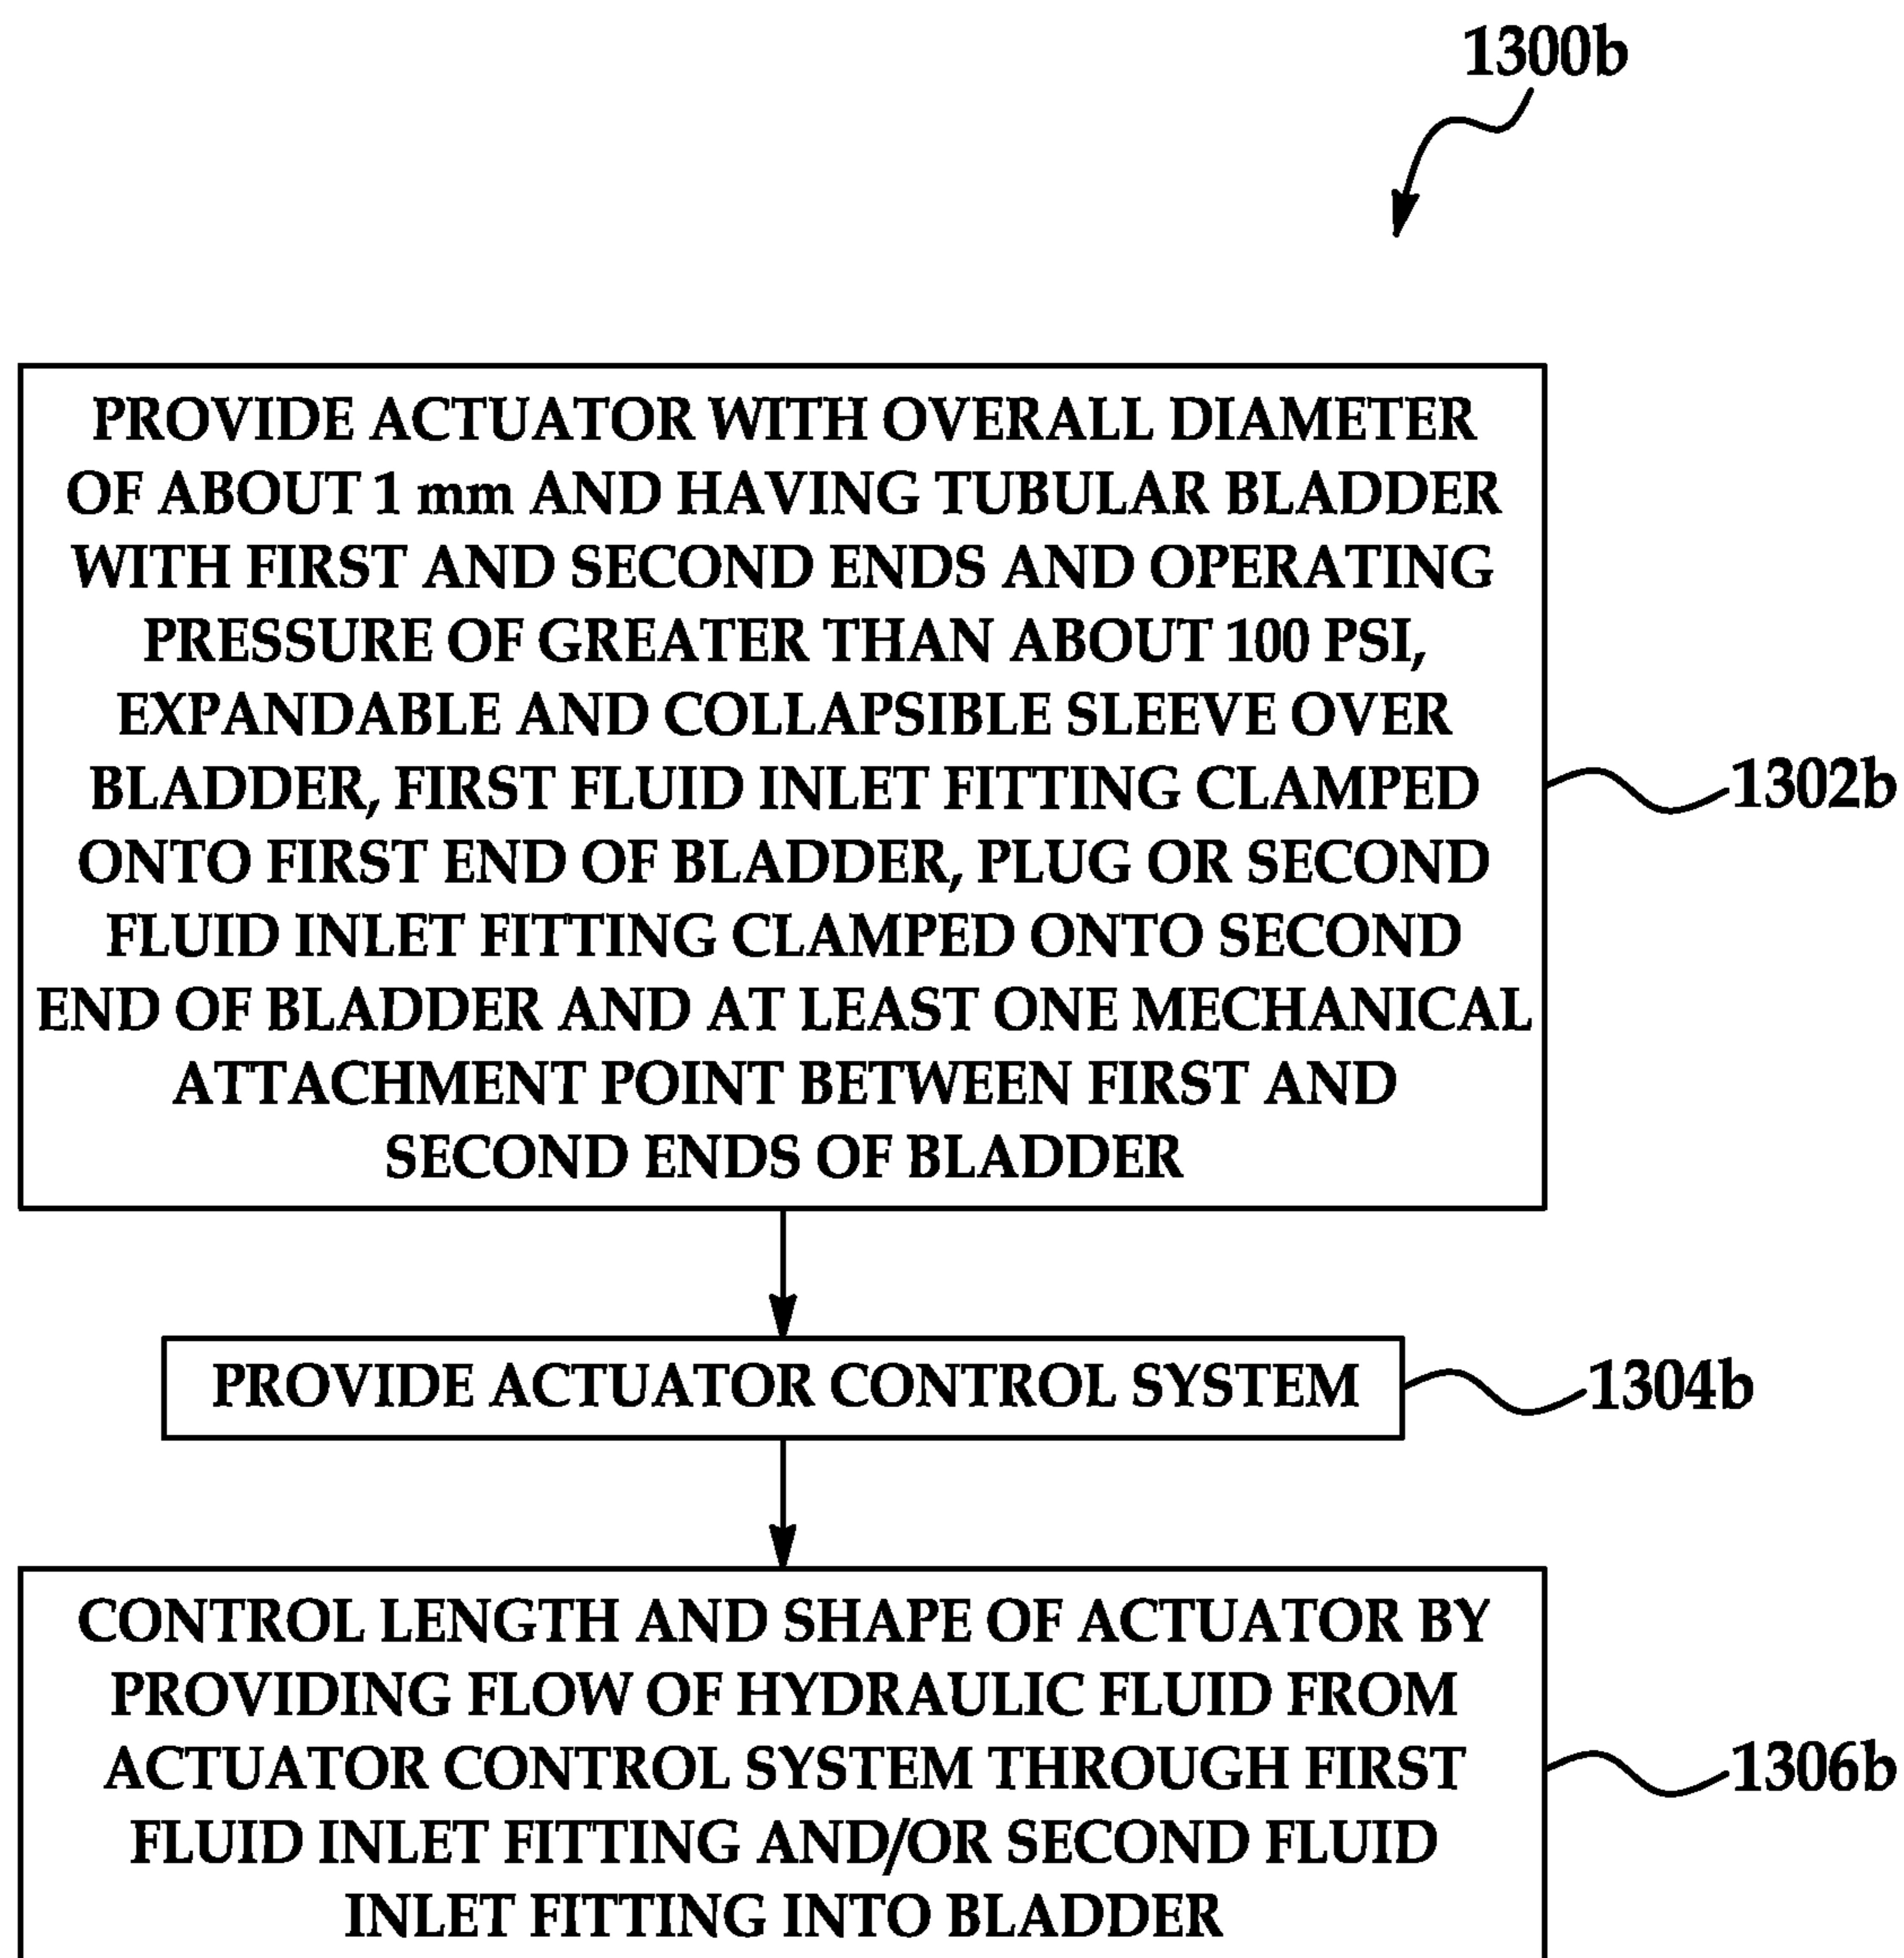 1300b
PROVIDE ACTUATOR WITH OVERALL DIAMETER
OF ABOUT 1 mm AND HAVING TUBULAR BLADDER
WITH FIRST AND SECOND ENDS AND OPERATING
PRESSURE OF GREATER THAN ABOUT 100 PSI,
EXPANDABLE AND COLLAPSIBLE SLEEVE OVER
BLADDER, FIRST FLUID INLET FITTING CLAMPED
ONTO FIRST END OF BLADDER, PLUG OR SECOND
FLUID INLET FITTING CLAMPED ONTO SECOND
END OF BLADDER AND AT LEAST ONE MECHANICAL
ATTACHMENT POINT BETWEEN FIRST AND
SECOND ENDS OF BLADDER
1302b
PROVIDE ACTUATOR CONTROL SYSTEM
1304b
CONTROL LENGTH AND SHAPE OF ACTUATOR BY
PROVIDING FLOW OF HYDRAULIC FLUID FROM
ACTUATOR CONTROL SYSTEM THROUGH FIRST
FLUID INLET FITTING AND/OR SECOND FLUID
INLET FITTING INTO BLADDER
1306b